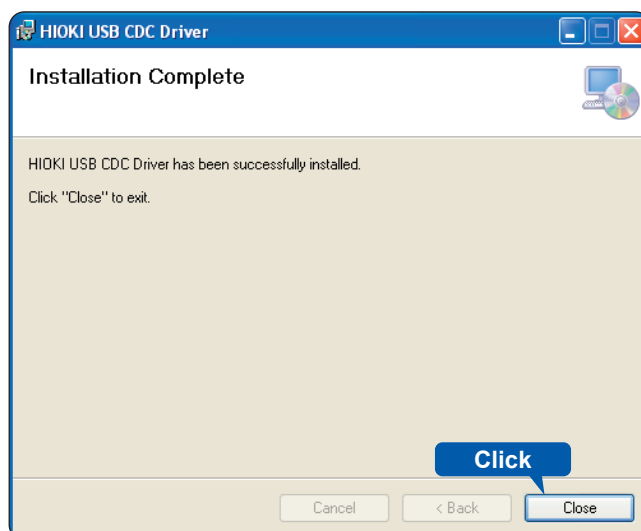 HIOKI USB CDC Driver
Installation Complete
HIOKI USB CDC Driver has been successfully installed.
Click "Close" to exit.
Click
Cancel
< Back
Close